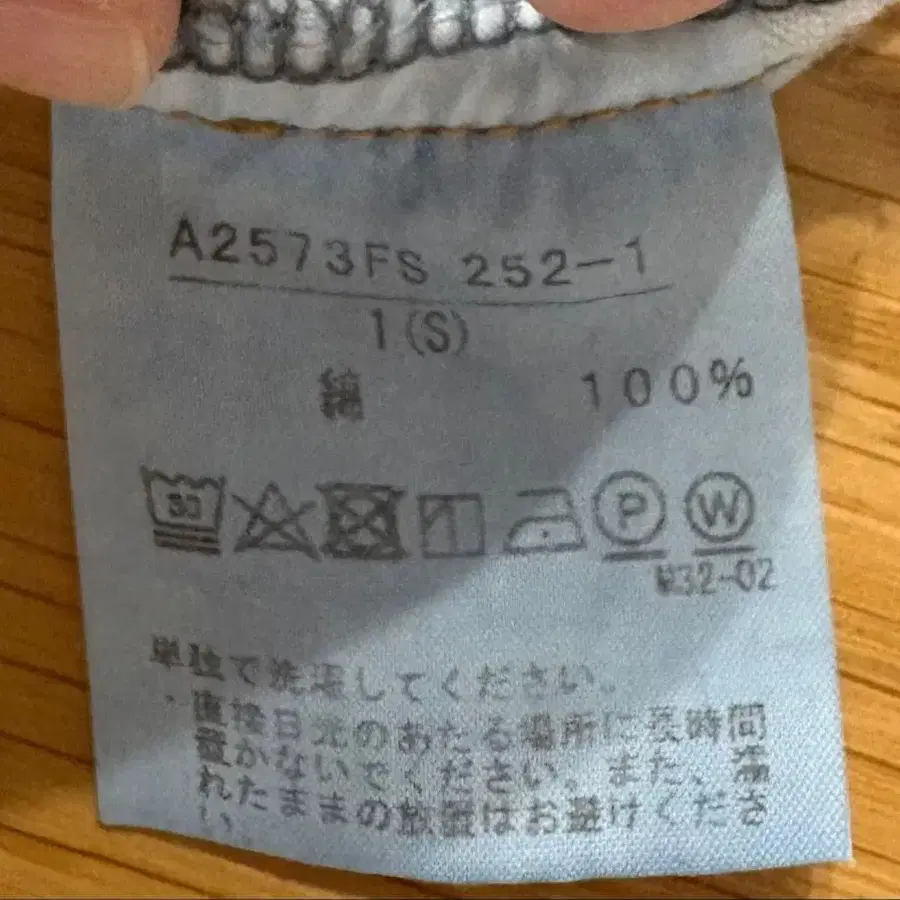 A2573FS 252-1
1(S)
綿 100%
30
P W
W32-02
単独で洗濯してください。
・直接日光のあたる場所に長時間
置かないでください。また、濡
れたままの放置はお避けくださ
い。